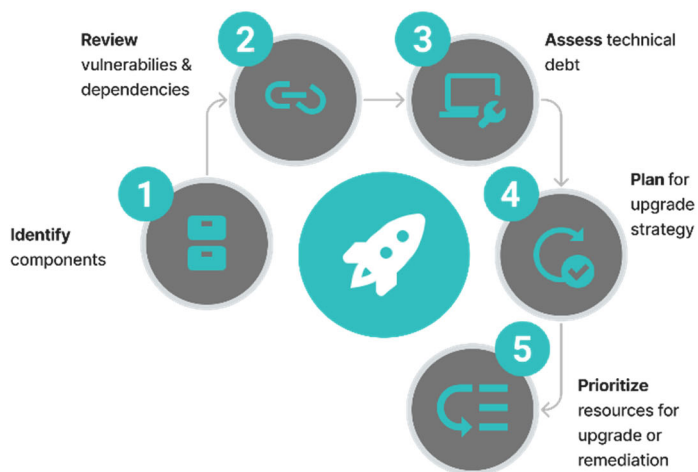 1
Identify
components
2
Review
vulnerabilies &
dependencies
3
Assess technical
debt
4
Plan for
upgrade
strategy
5
Prioritize
resources for
upgrade or
remediation